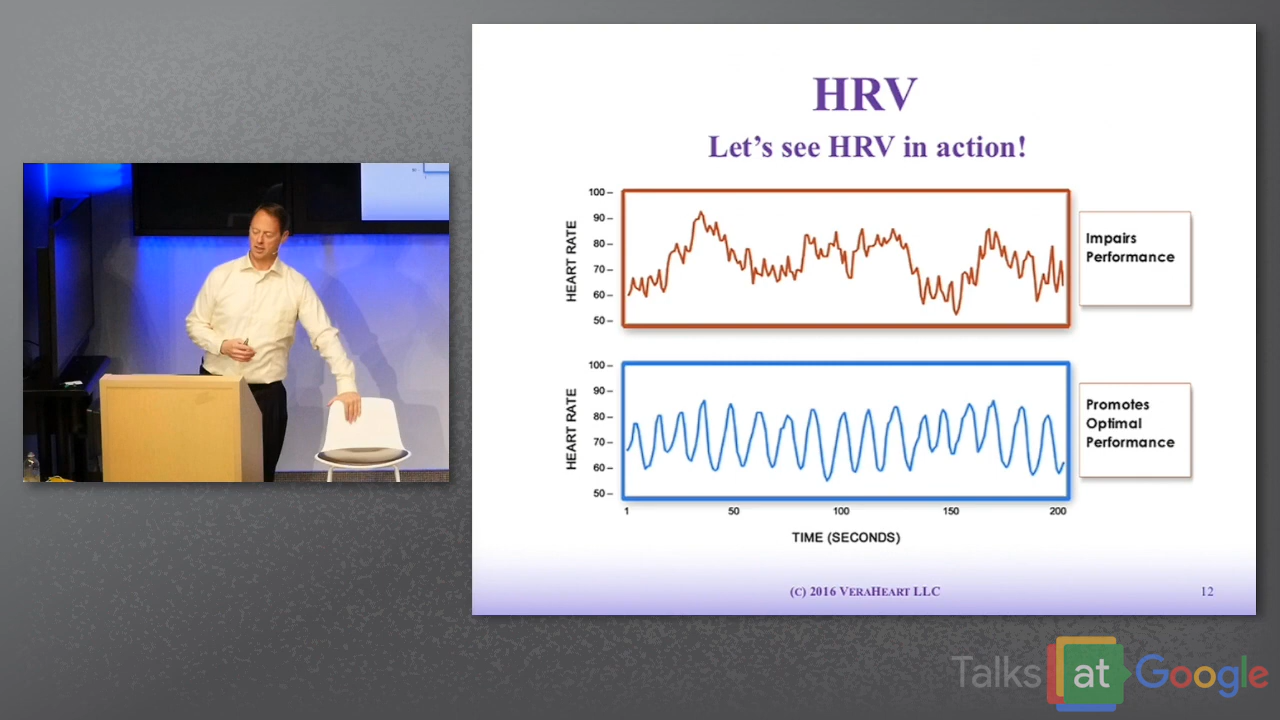 HRV
Let's see HRV in action!
100
90
80
70
60
50
HEART RATE
Impairs
Performance
100
90
80
70
60
50
HEART RATE
Promotes
Optimal
Performance
1 50 100 150 200
TIME (SECONDS)
(C) 2016 VERAHEART LLC
12
Talks at Google